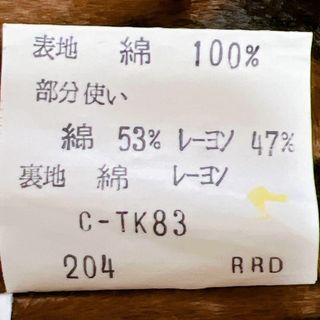 表地 綿 100%
部分使い
綿 53% レーヨン 47%
裏地 綿 レーヨン
C-TK83
204 RRD